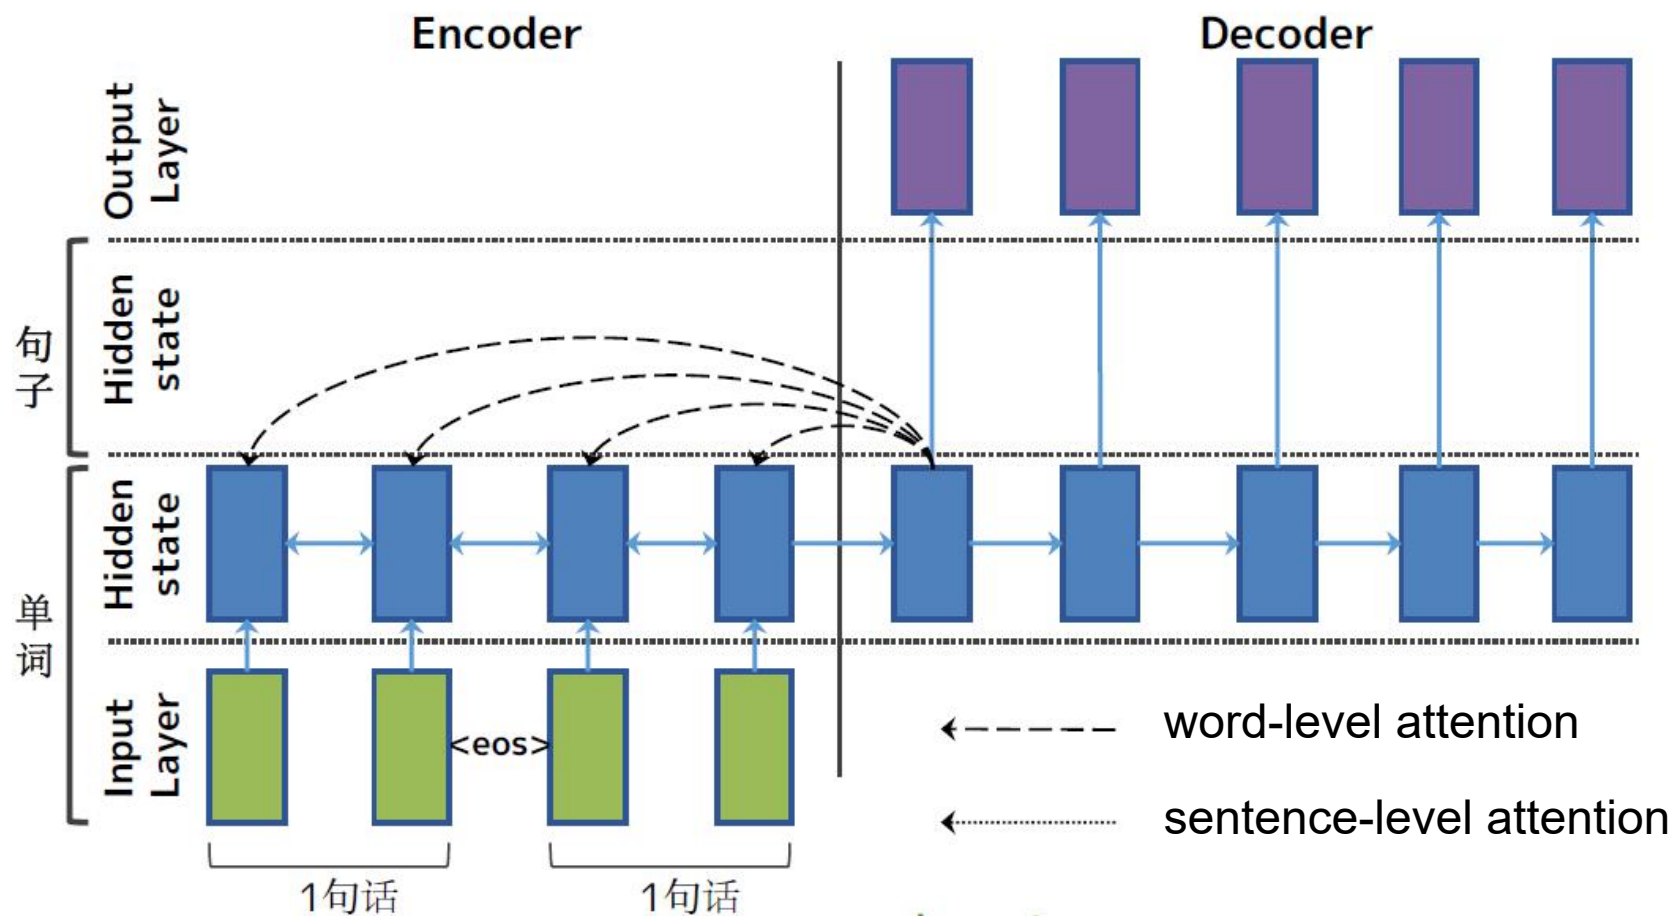 Encoder
Decoder
Output
Layer
句子
Hidden
state
单词
Hidden
state
Input
Layer
<eos>
word-level attention
sentence-level attention
1句话
1句话